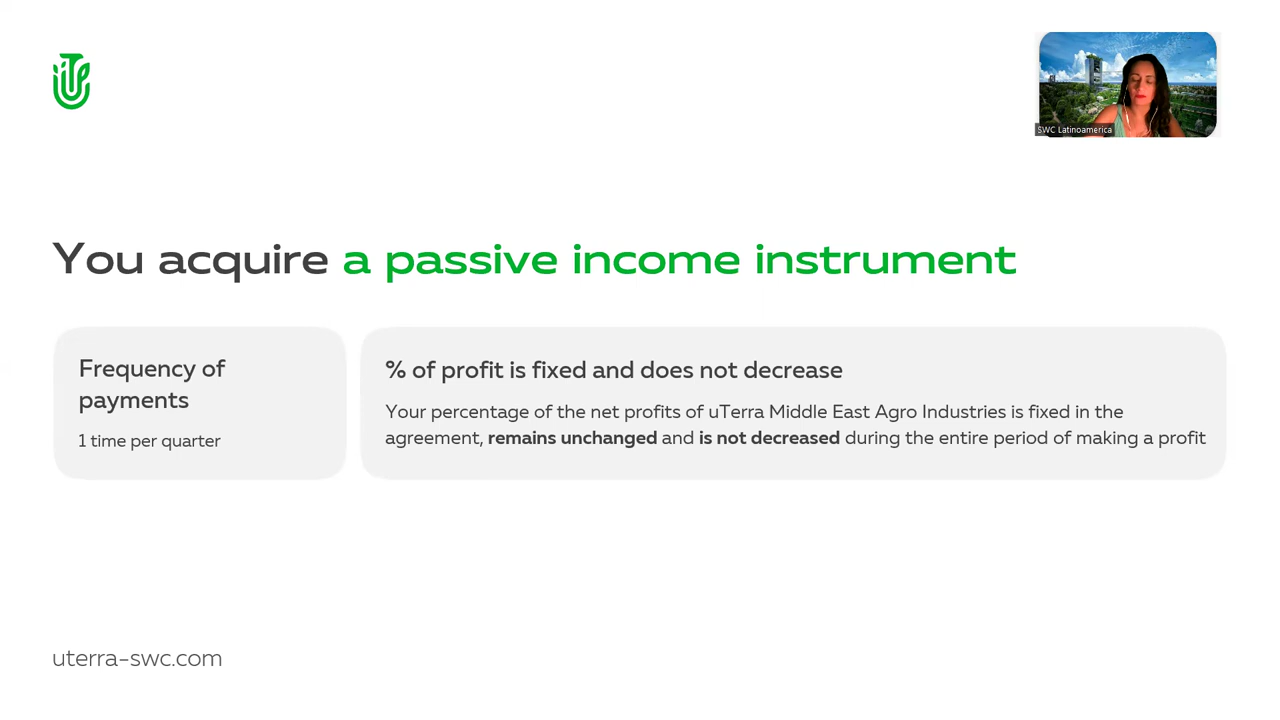 SWC Latinoamerica
You acquire a passive income instrument
Frequency of
payments
1 time per quarter
% of profit is fixed and does not decrease
Your percentage of the net profits of uTerra Middle East Agro Industries is fixed in the
agreement, remains unchanged and is not decreased during the entire period of making a profit
uterra-swc.com